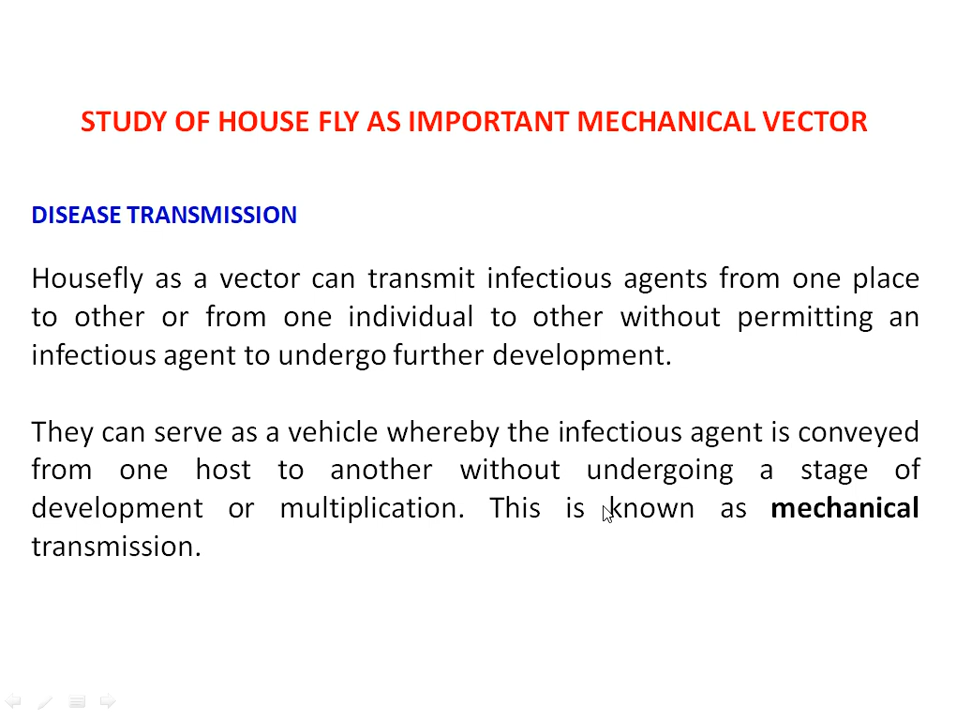 STUDY OF HOUSE FLY AS IMPORTANT MECHANICAL VECTOR
DISEASE TRANSMISSION
Housefly as a vector can transmit infectious agents from one place
to other or from one individual to other without permitting an
infectious agent to undergo further development.
They can serve as a vehicle whereby the infectious agent is conveyed
from one host to another without undergoing a stage of
development or multiplication. This is known as mechanical
transmission.